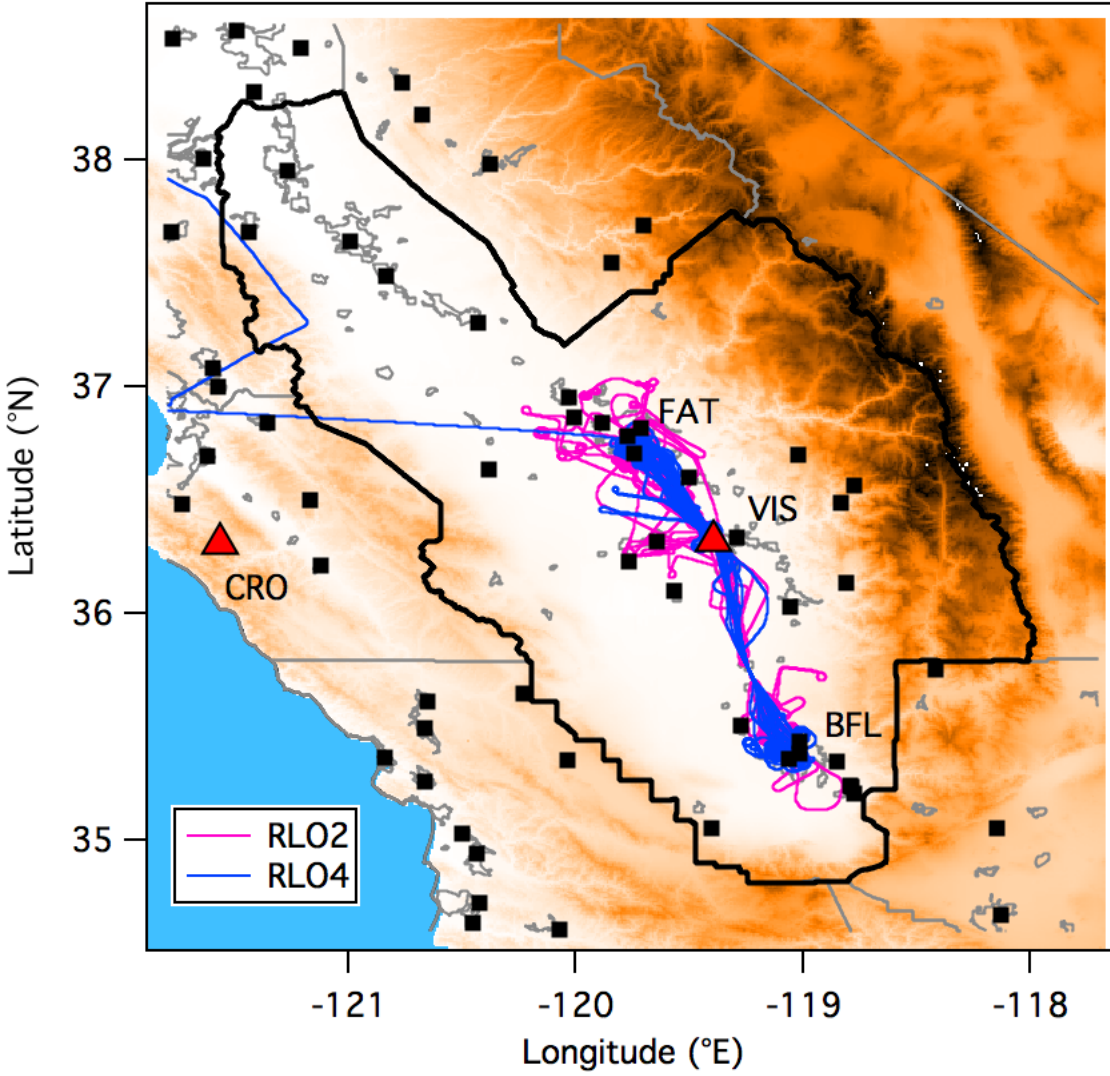 38
37
36
35
Latitude (°N)
FAT
VIS
CRO
BFL
RLO2
RLO4
-121
-120
-119
-118
Longitude (°E)